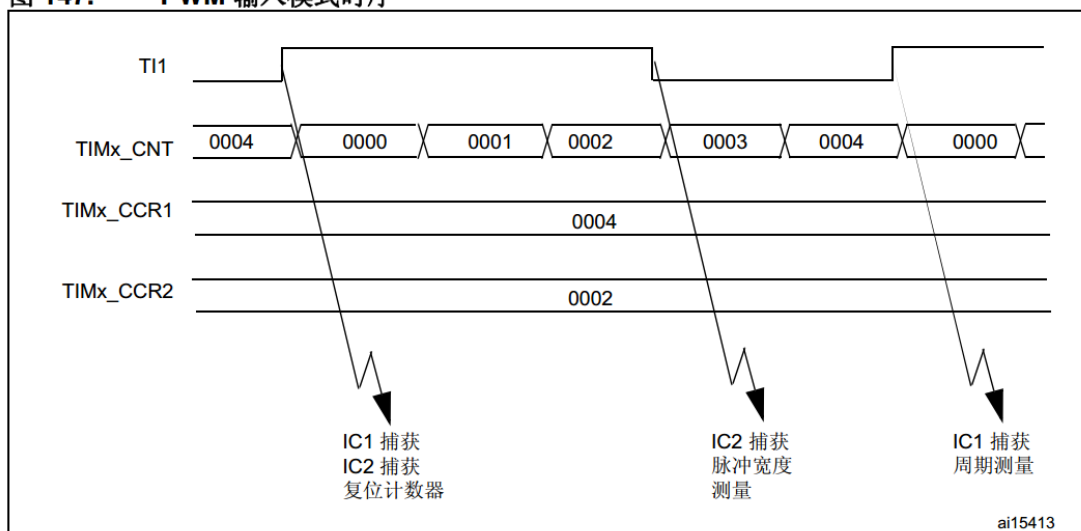 TI1
TIMx_CNT 0004 0000 0001 0002 0003 0004 0000
TIMx_CCR1
0004
TIMx_CCR2
0002
IC1 捕获
IC2 捕获
复位计数器
IC2 捕获
脉冲宽度
测量
IC1 捕获
周期测量
ai15413